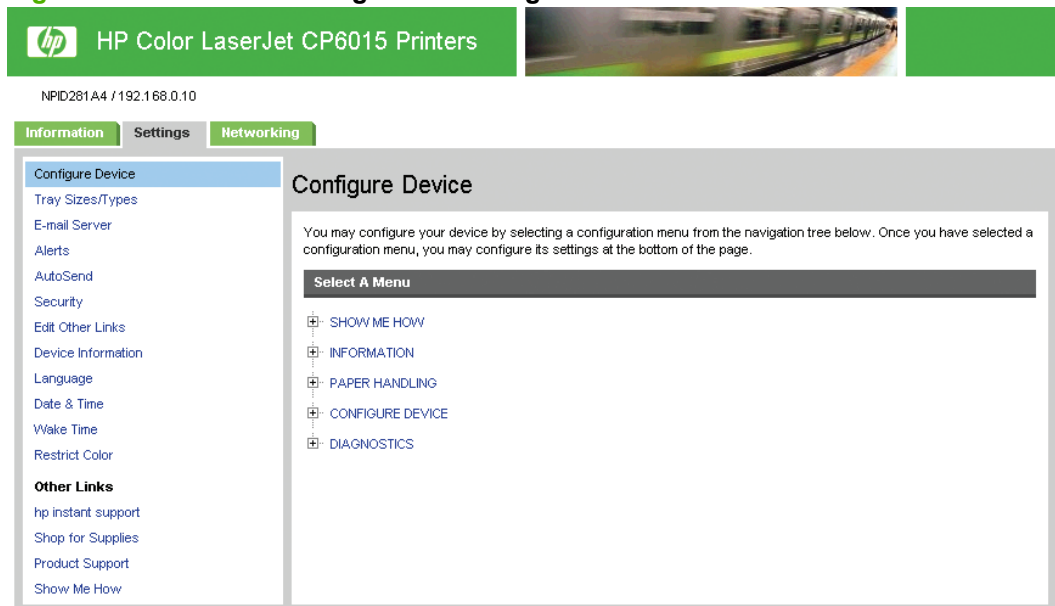 hp HP Color LaserJet CP6015 Printers
NPID281A4 / 192.168.0.10
Information Settings Networking
Configure Device
Tray Sizes/Types
E-mail Server
Alerts
AutoSend
Security
Edit Other Links
Device Information
Language
Date & Time
Wake Time
Restrict Color
Other Links
hp instant support
Shop for Supplies
Product Support
Show Me How
Configure Device
You may configure your device by selecting a configuration menu from the navigation tree below. Once you have selected a
configuration menu, you may configure its settings at the bottom of the page.
Select A Menu
SHOW ME HOW
INFORMATION
PAPER HANDLING
CONFIGURE DEVICE
DIAGNOSTICS